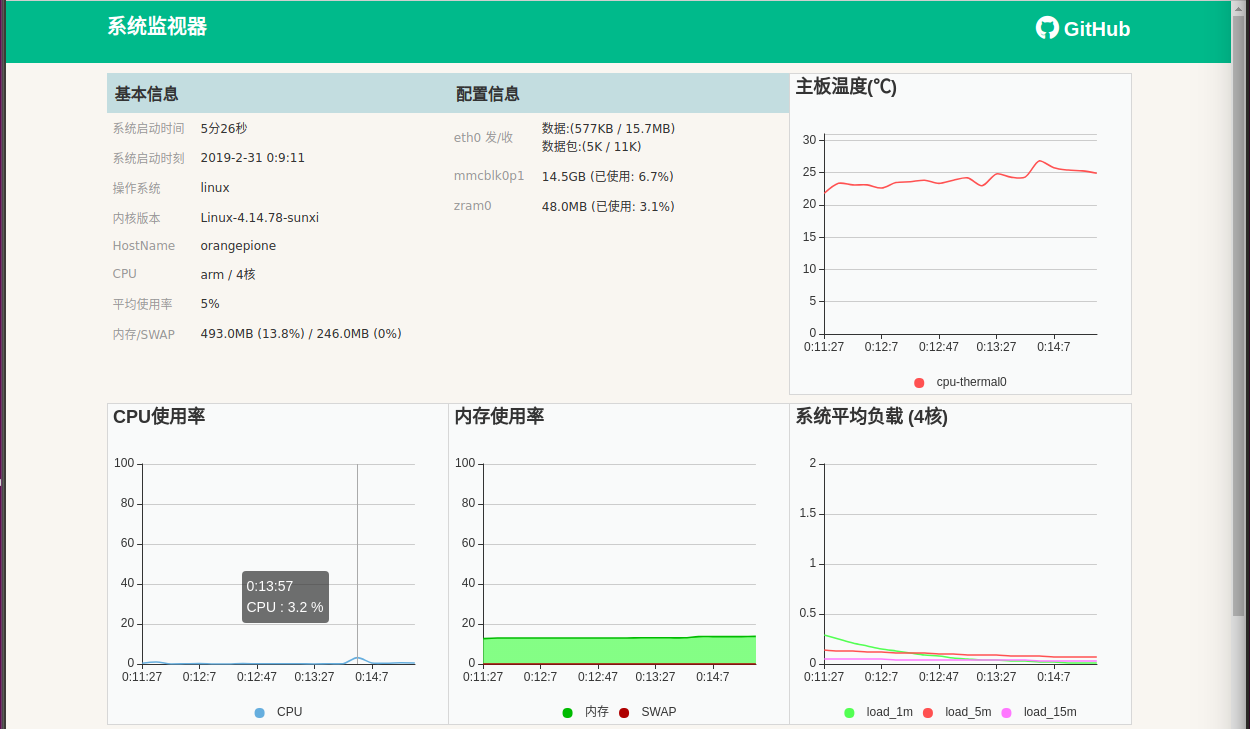 系统监视器
GitHub
基本信息
系统启动时间 5分26秒
系统启动时刻 2019-2-31 0:9:11
操作系统 linux
内核版本 Linux-4.14.78-sunxi
HostName orangepione
CPU arm / 4核
平均使用率 5%
内存/SWAP 493.0MB (13.8%) / 246.0MB (0%)
配置信息
eth0 发/收 数据:(577KB / 15.7MB)
数据包:(5K / 11K)
mmcblk0p1 14.5GB (已使用: 6.7%)
zram0 48.0MB (已使用: 3.1%)
主板温度(℃)
30
25
20
15
10
5
0
0:11:27 0:12:7 0:12:47 0:13:27 0:14:7
cpu-thermal0
CPU使用率
100
80
60
40
20
0
0:13:57
CPU : 3.2 %
0:11:27 0:12:7 0:12:47 0:13:27 0:14:7
CPU
内存使用率
100
80
60
40
20
0
0:11:27 0:12:7 0:12:47 0:13:27 0:14:7
内存 SWAP
系统平均负载 (4核)
2
1.5
1
0.5
0
0:11:27 0:12:7 0:12:47 0:13:27 0:14:7
load_1m load_5m load_15m